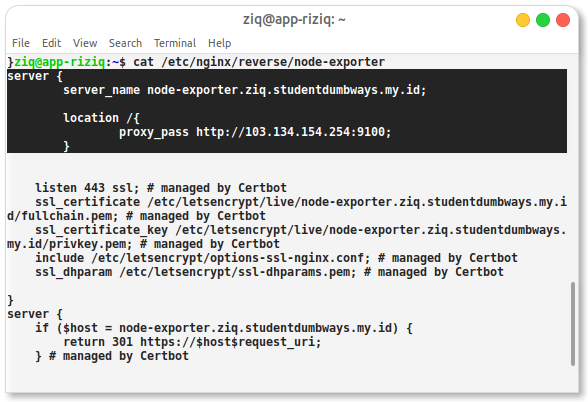 ziq@app-riziq: ~
File Edit View Search Terminal Help
}ziq@app-riziq:~$ cat /etc/nginx/reverse/node-exporter
server {
        server_name node-exporter.ziq.studentdumbways.my.id;

        location /{
                proxy_pass http://103.134.154.254:9100;
        }


    listen 443 ssl; # managed by Certbot
    ssl_certificate /etc/letsencrypt/live/node-exporter.ziq.studentdumbways.my.i
d/fullchain.pem; # managed by Certbot
    ssl_certificate_key /etc/letsencrypt/live/node-exporter.ziq.studentdumbways.
my.id/privkey.pem; # managed by Certbot
    include /etc/letsencrypt/options-ssl-nginx.conf; # managed by Certbot
    ssl_dhparam /etc/letsencrypt/ssl-dhparams.pem; # managed by Certbot

}
server {
    if ($host = node-exporter.ziq.studentdumbways.my.id) {
        return 301 https://$host$request_uri;
    } # managed by Certbot